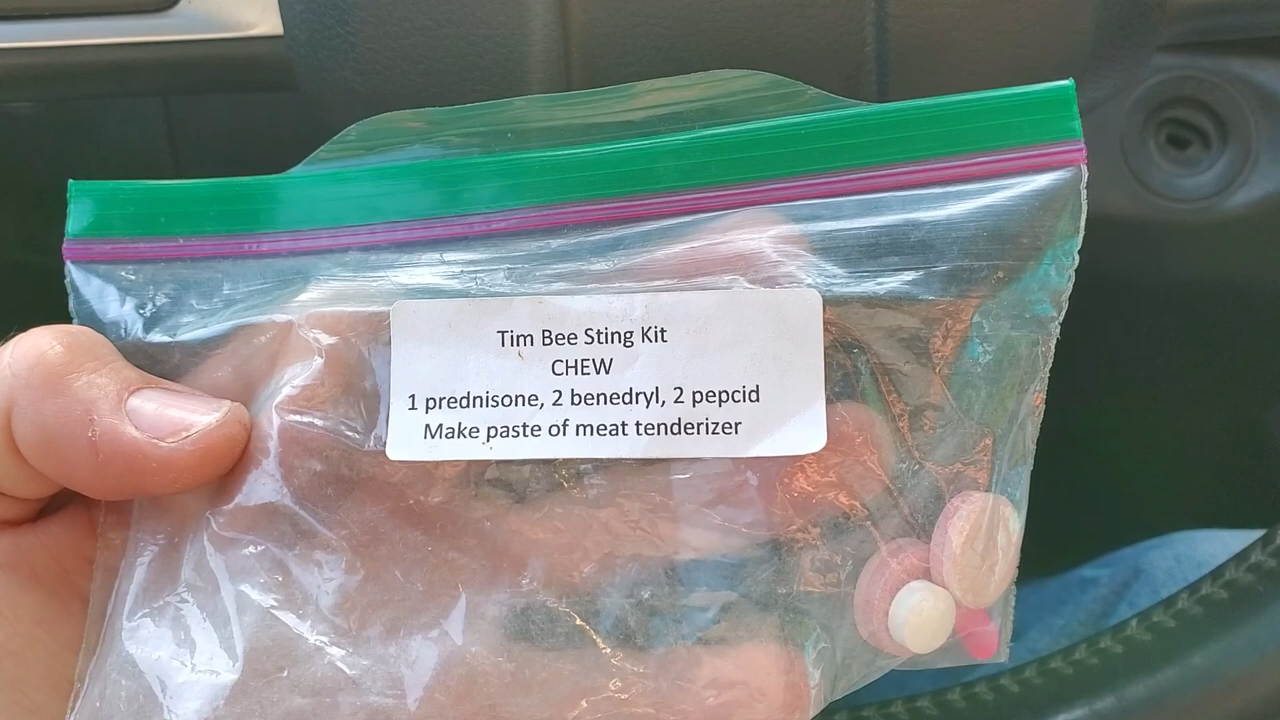 Tim Bee Sting Kit
CHEW
1 prednisone, 2 benedryl, 2 pepcid
Make paste of meat tenderizer